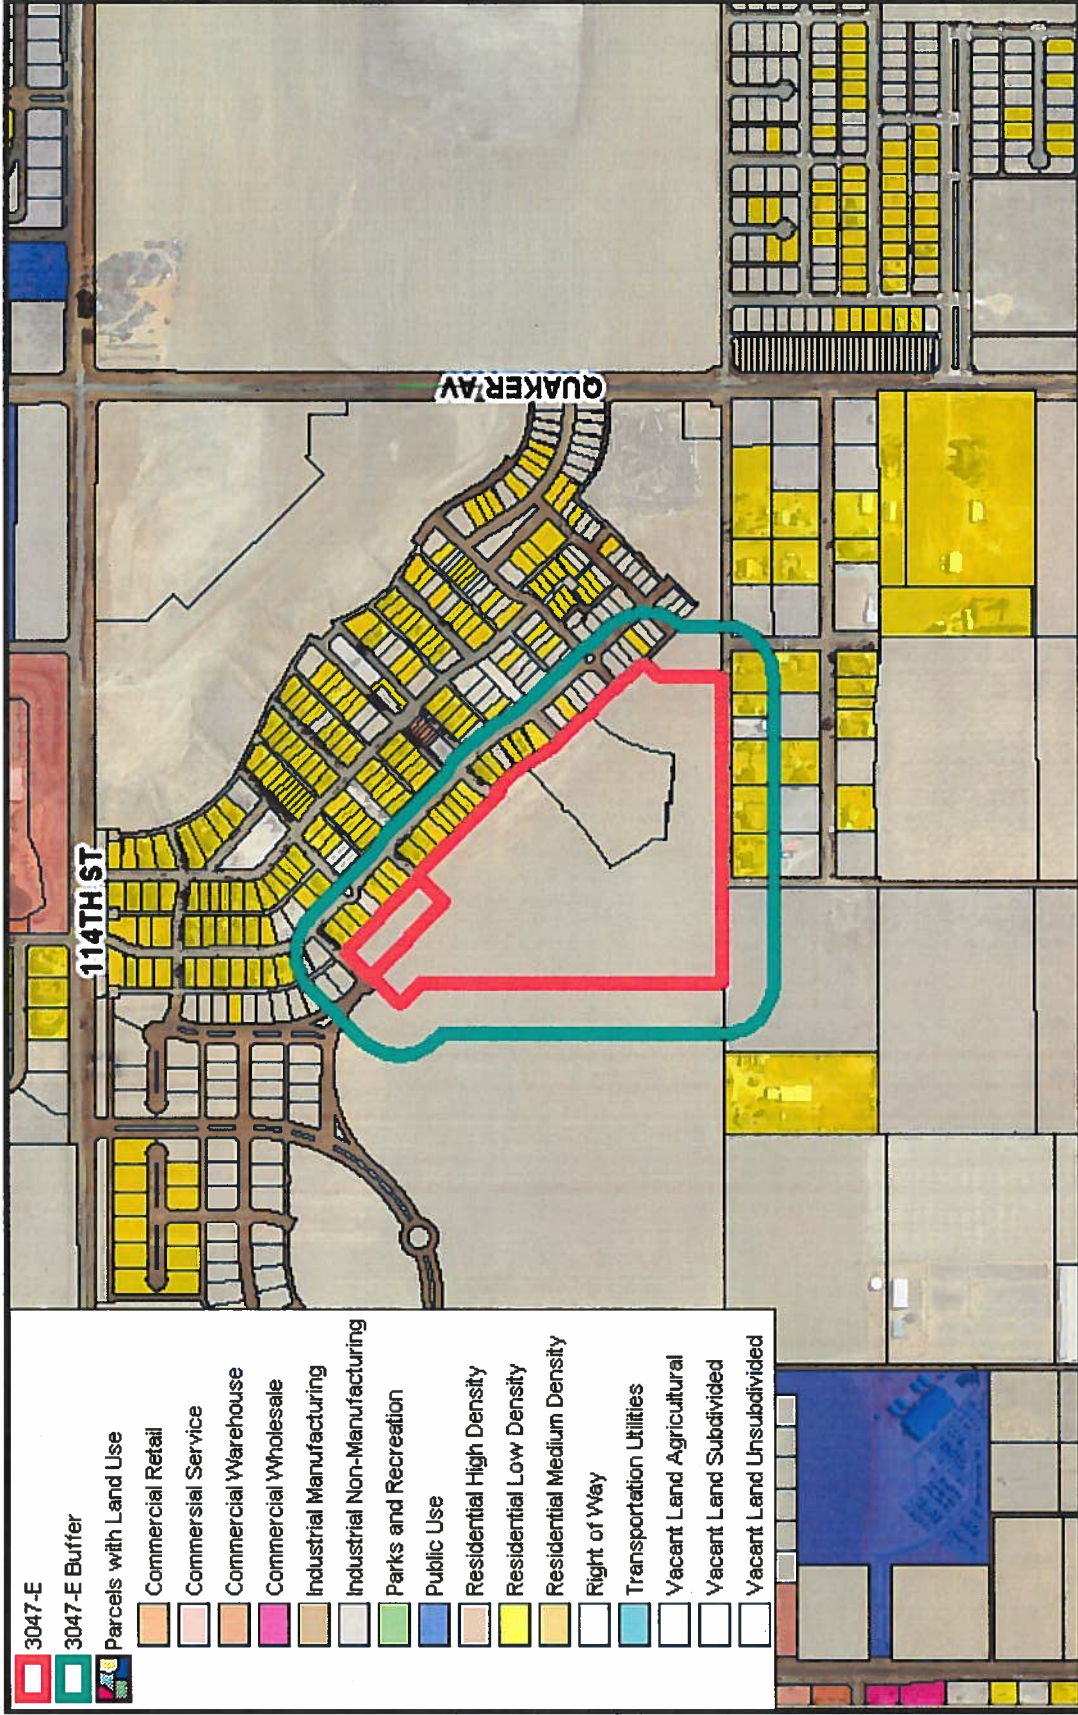 3047-E
3047-E Buffer
Parcels with Land Use
Commercial Retail
Commersial Service
Commercial Warehouse
Commercial Wholesale
Industrial Manufacturing
Industrial Non-Manufacturing
Parks and Recreation
Public Use
Residential High Density
Residential Low Density
Residential Medium Density
Right of Way
Transportation Utilities
Vacant Land Agricultural
Vacant Land Subdivided
Vacant Land Unsubdivided
114TH ST
QUAKER AV